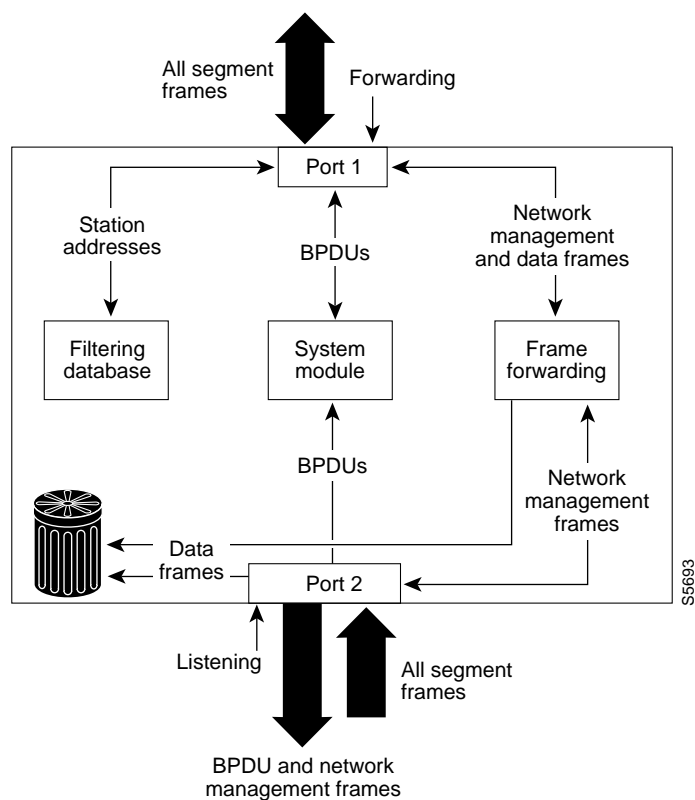 All segment
frames
Forwarding
Port 1
Station
addresses
BPDUs
Network
management
and data frames
Filtering
database
System
module
Frame
forwarding
BPDUs
Network
management
frames
Data
frames
Port 2
S5693
Listening
All segment
frames
BPDU and network
management frames